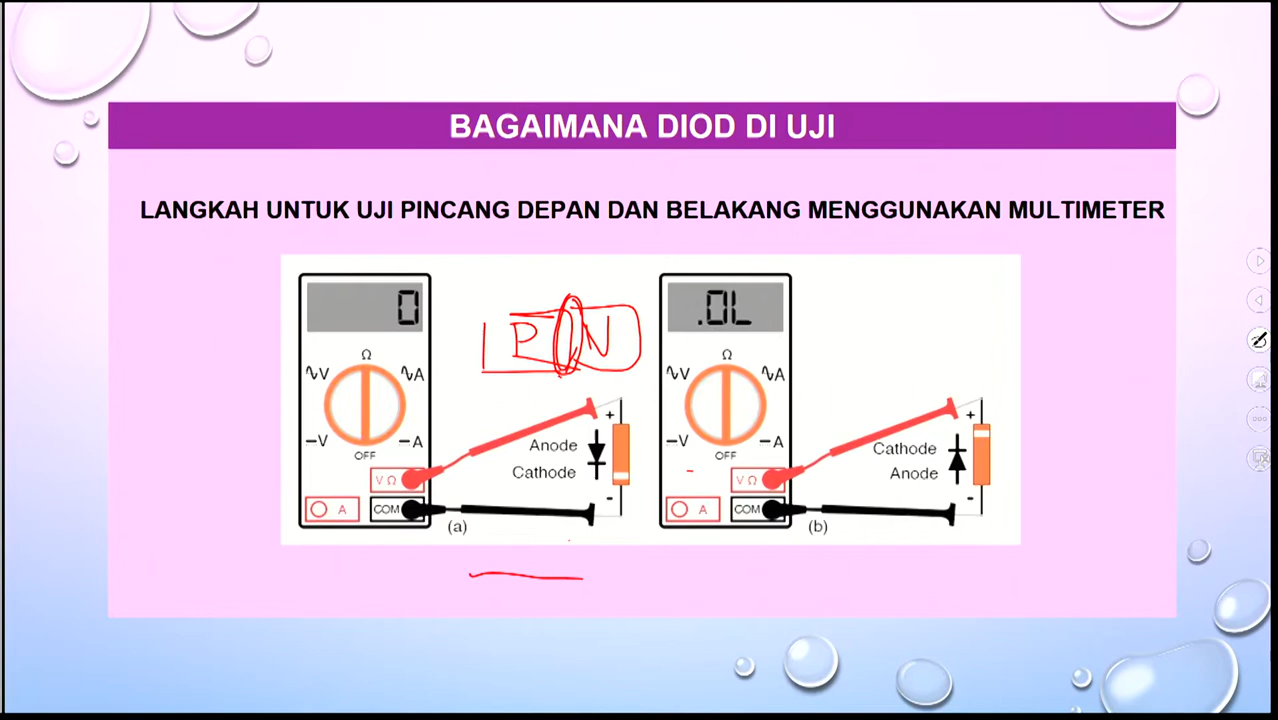 BAGAIMANA DIOD DI UJI
LANGKAH UNTUK UJI PINCANG DEPAN DAN BELAKANG MENGGUNAKAN MULTIMETER
0
P N
.0L
Ω
∿V ∿A
–V –A
OFF
VΩ
A COM
+
Anode
Cathode
-
(a)
Ω
∿V ∿A
–V –A
OFF
VΩ
A COM
+
Cathode
Anode
-
(b)